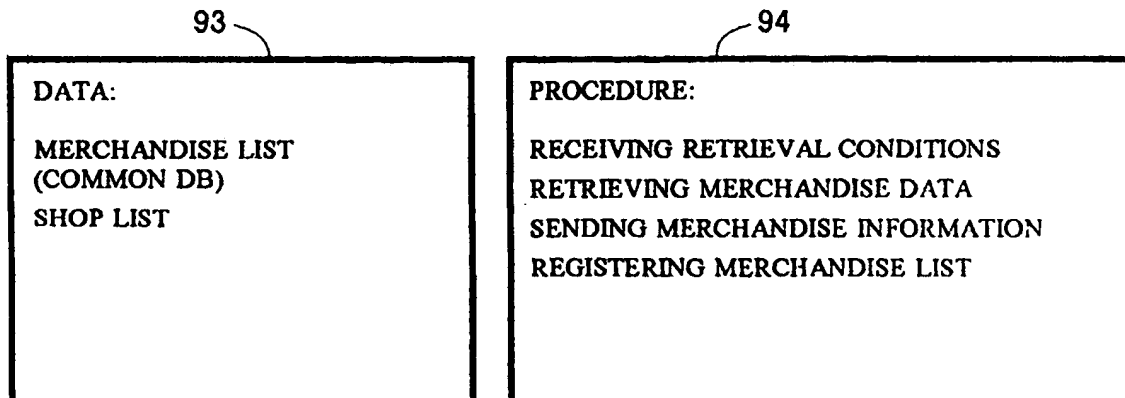 93
94
DATA:
MERCHANDISE LIST
(COMMON DB)
SHOP LIST
PROCEDURE:
RECEIVING RETRIEVAL CONDITIONS
RETRIEVING MERCHANDISE DATA
SENDING MERCHANDISE INFORMATION
REGISTERING MERCHANDISE LIST